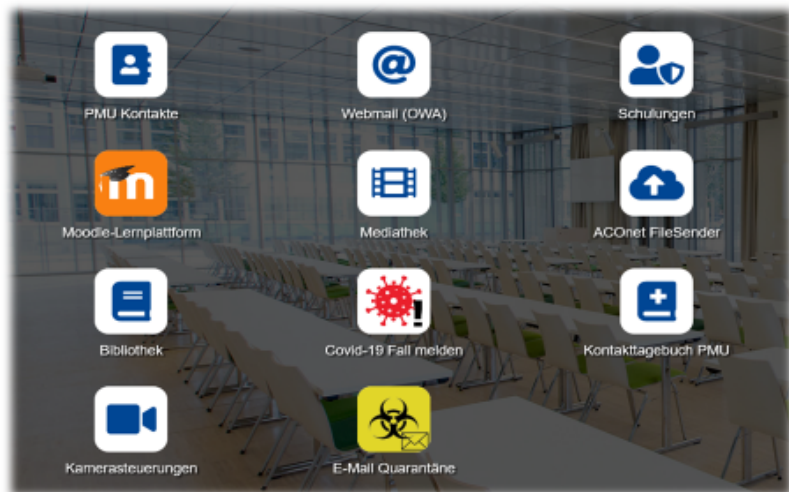 PMU Kontakte
Webmail (OWA)
Schulungen
Moodle-Lernplattform
Mediathek
ACOnet FileSender
Bibliothek
Covid-19 Fall melden
Kontakttagebuch PMU
Kamerasteuerungen
E-Mail Quarantäne